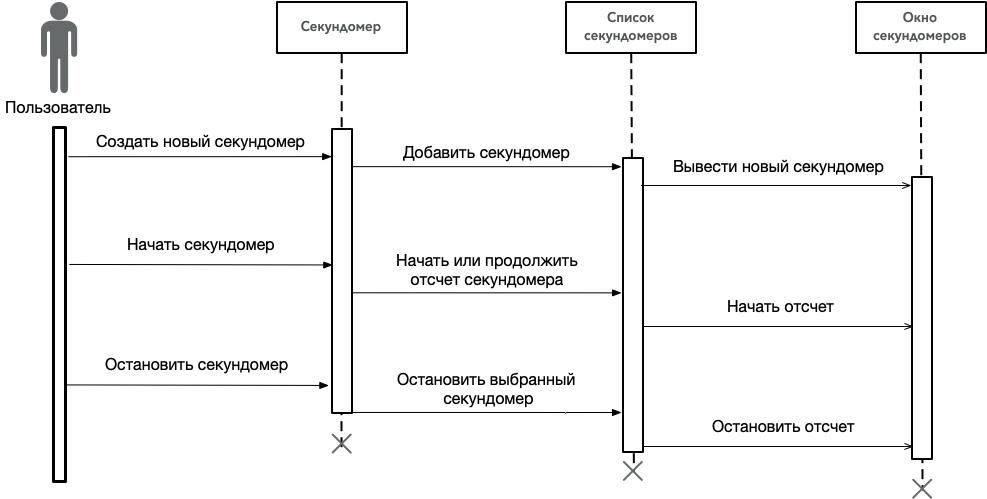 Секундомер
Список
секундомеров
Окно
секундомеров
Пользователь
Создать новый секундомер
Добавить секундомер
Вывести новый секундомер
Начать секундомер
Начать или продолжить
отсчет секундомера
Начать отсчет
Остановить секундомер
Остановить выбранный
секундомер
Остановить отсчет